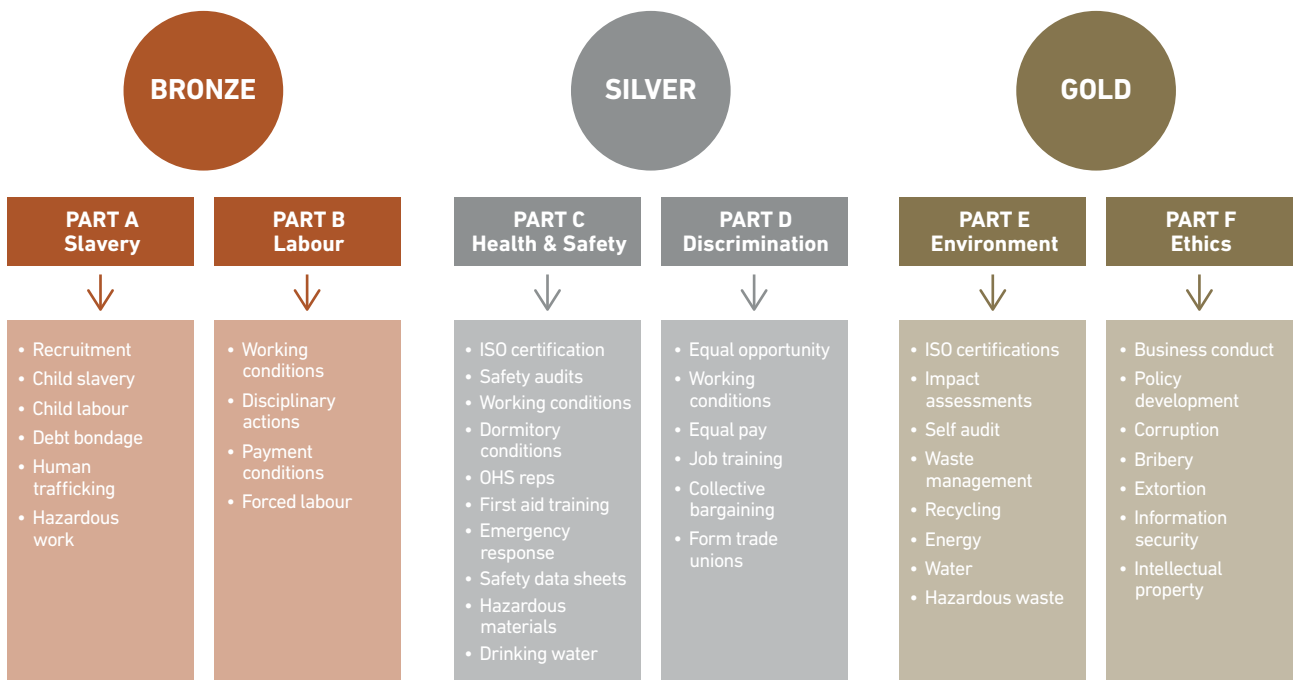 BRONZE
SILVER
GOLD
PART A
Slavery
PART B
Labour
PART C
Health & Safety
PART D
Discrimination
PART E
Environment
PART F
Ethics
• Recruitment
• Child slavery
• Child labour
• Debt bondage
• Human
trafficking
• Hazardous
work
• Working
conditions
• Disciplinary
actions
• Payment
conditions
• Forced labour
• ISO certification
• Safety audits
• Working conditions
• Dormitory
conditions
• OHS reps
• First aid training
• Emergency
response
• Safety data sheets
• Hazardous
materials
• Drinking water
• Equal opportunity
• Working
conditions
• Equal pay
• Job training
• Collective
bargaining
• Form trade
unions
• ISO certifications
• Impact
assessments
• Self audit
• Waste
management
• Recycling
• Energy
• Water
• Hazardous waste
• Business conduct
• Policy
development
• Corruption
• Bribery
• Extortion
• Information
security
• Intellectual
property